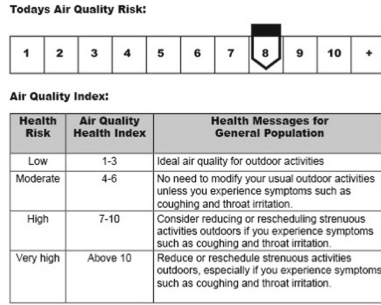 Todays Air Quality Risk:
1 2 3 4 5 6 7 8 9 10 +
Air Quality Index:
Health Risk Air Quality Health Index Health Messages for General Population
Low 1-3 Ideal air quality for outdoor activities
Moderate 4-6 No need to modify your usual outdoor activities
unless you experience symptoms such as
coughing and throat irritation.
High 7-10 Consider reducing or rescheduling strenuous
activities outdoors if you experience symptoms
such as coughing and throat irritation.
Very high Above 10 Reduce or reschedule strenuous activities
outdoors, especially if you experience symptoms
such as coughing and throat irritation.